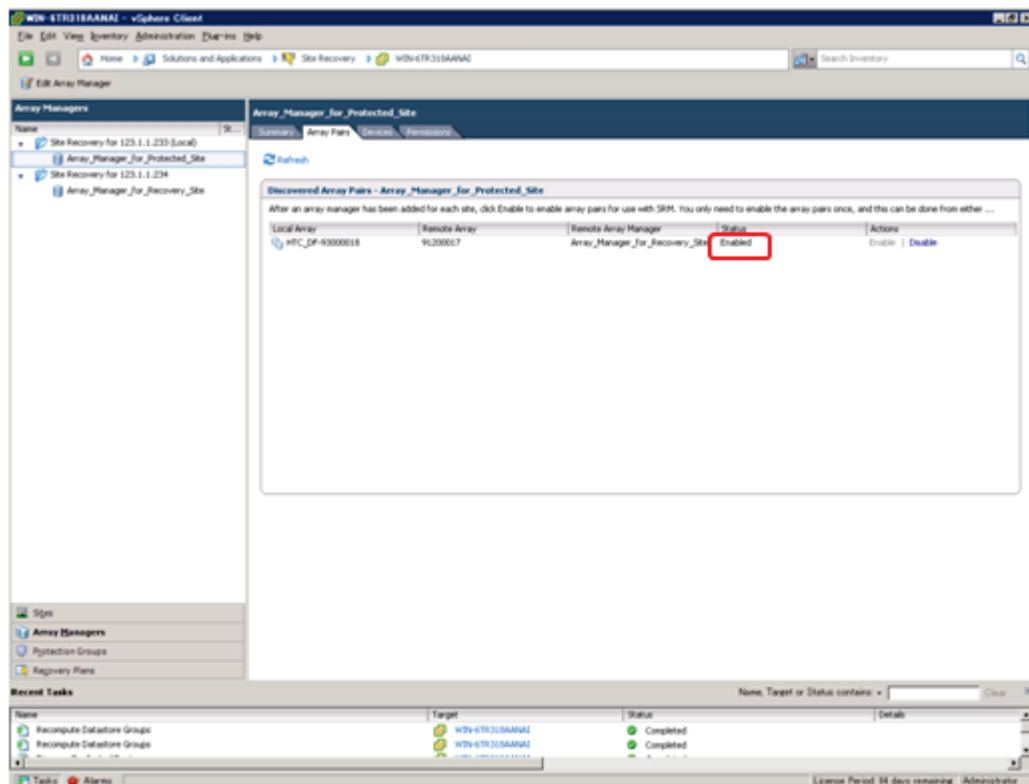 WIN-6TR318AANAI - vSphere Client
File Edit View Inventory Administration Plug-ins Help
Home Solutions and Applications Site Recovery WIN-6TR318AANAI Search Inventory
Edit Array Manager
Array Managers
Name St...
Site Recovery for 123.1.1.233 (Local)
Array_Manager_for_Protected_Site
Site Recovery for 123.1.1.234
Array_Manager_for_Recovery_Site
Array_Manager_for_Protected_Site
Summary Array Pairs Devices Permissions
Refresh
Discovered Array Pairs - Array_Manager_for_Protected_Site
After an array manager has been added for each site, click Enable to enable array pairs for use with SRM. You only need to enable the array pairs once, and this can be done from either ...
Local Array Remote Array Remote Array Manager Status Actions
HTC_DF-93000018 91200017 Array_Manager_for_Recovery_Site Enabled Enable | Disable
Sites
Array Managers
Protection Groups
Recovery Plans
Recent Tasks Name, Target or Status contains: Clear X
Name Target Status Details
Recompute Datastore Groups WIN-6TR318AANAI Completed
Recompute Datastore Groups WIN-6TR318AANAI Completed
Tasks Alarms License Period: 84 days remaining Administrator